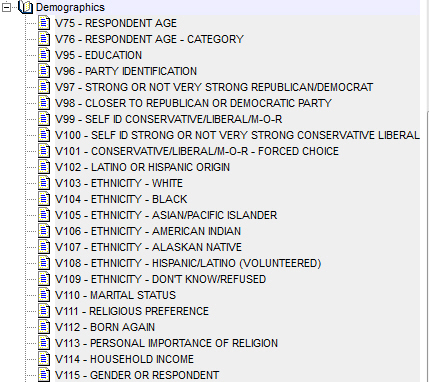 Demographics
V75 - RESPONDENT AGE
V76 - RESPONDENT AGE - CATEGORY
V95 - EDUCATION
V96 - PARTY IDENTIFICATION
V97 - STRONG OR NOT VERY STRONG REPUBLICAN/DEMOCRAT
V98 - CLOSER TO REPUBLICAN OR DEMOCRATIC PARTY
V99 - SELF ID CONSERVATIVE/LIBERAL/M-O-R
V100 - SELF ID STRONG OR NOT VERY STRONG CONSERVATIVE LIBERAL
V101 - CONSERVATIVE/LIBERAL/M-O-R - FORCED CHOICE
V102 - LATINO OR HISPANIC ORIGIN
V103 - ETHNICITY - WHITE
V104 - ETHNICITY - BLACK
V105 - ETHNICITY - ASIAN/PACIFIC ISLANDER
V106 - ETHNICITY - AMERICAN INDIAN
V107 - ETHNICITY - ALASKAN NATIVE
V108 - ETHNICITY - HISPANIC/LATINO (VOLUNTEERED)
V109 - ETHNICITY - DON'T KNOW/REFUSED
V110 - MARITAL STATUS
V111 - RELIGIOUS PREFERENCE
V112 - BORN AGAIN
V113 - PERSONAL IMPORTANCE OF RELIGION
V114 - HOUSEHOLD INCOME
V115 - GENDER OR RESPONDENT